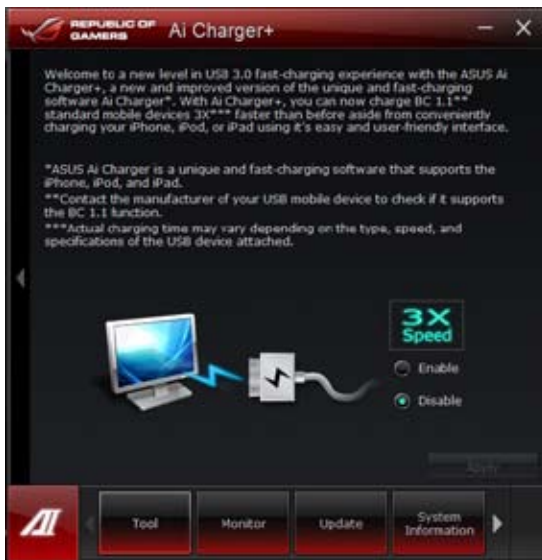 REPUBLIC OF
GAMERS
Ai Charger+
Welcome to a new level in USB 3.0 fast-charging experience with the ASUS Ai
Charger+, a new and improved version of the unique and fast-charging
software Ai Charger*. With Ai Charger+, you can now charge BC 1.1**
standard mobile devices 3X*** faster than before aside from conveniently
charging your iPhone, iPod, or iPad using it's easy and user-friendly interface.
*ASUS Ai Charger is a unique and fast-charging software that supports the
iPhone, iPod, and iPad.
**Contact the manufacturer of your USB mobile device to check if it supports
the BC 1.1 function.
***Actual charging time may vary depending on the type, speed, and
specifications of the USB device attached.
3X
Speed
Enable
Disable
Apply
AI
Tool
Monitor
Update
System
Information